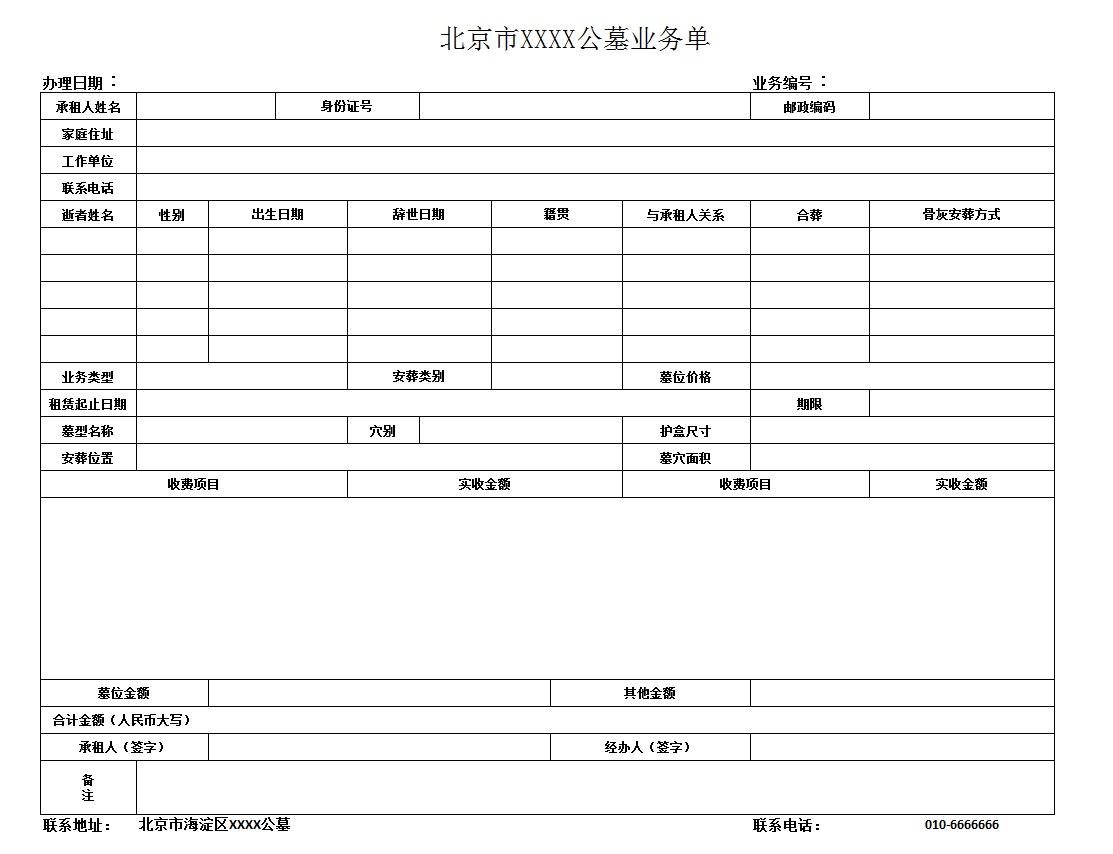 北京市XXXX公墓业务单
办理日期： 业务编号：
承租人姓名 身份证号 邮政编码
家庭住址
工作单位
联系电话
逝者姓名 性别 出生日期 辞世日期 籍贯 与承租人关系 合葬 骨灰安葬方式
业务类型 安葬类别 墓位价格
租赁起止日期 期限
墓型名称 穴别 护盒尺寸
安葬位置 墓穴面积
收费项目 实收金额 收费项目 实收金额
墓位金额 其他金额
合计金额（人民币大写）
承租人（签字） 经办人（签字）
备
注
联系地址： 北京市海淀区XXXX公墓 联系电话： 010-6666666